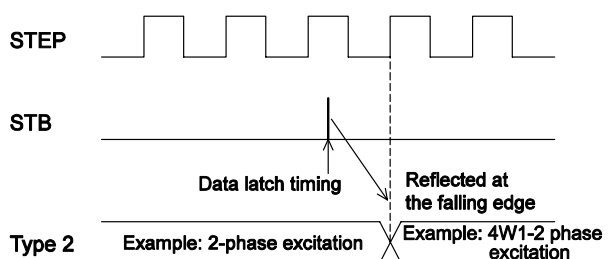 STEP
STB
Data latch timing
Reflected at
the falling edge
Type 2
Example: 2-phase excitation
Example: 4W1-2 phase
excitation